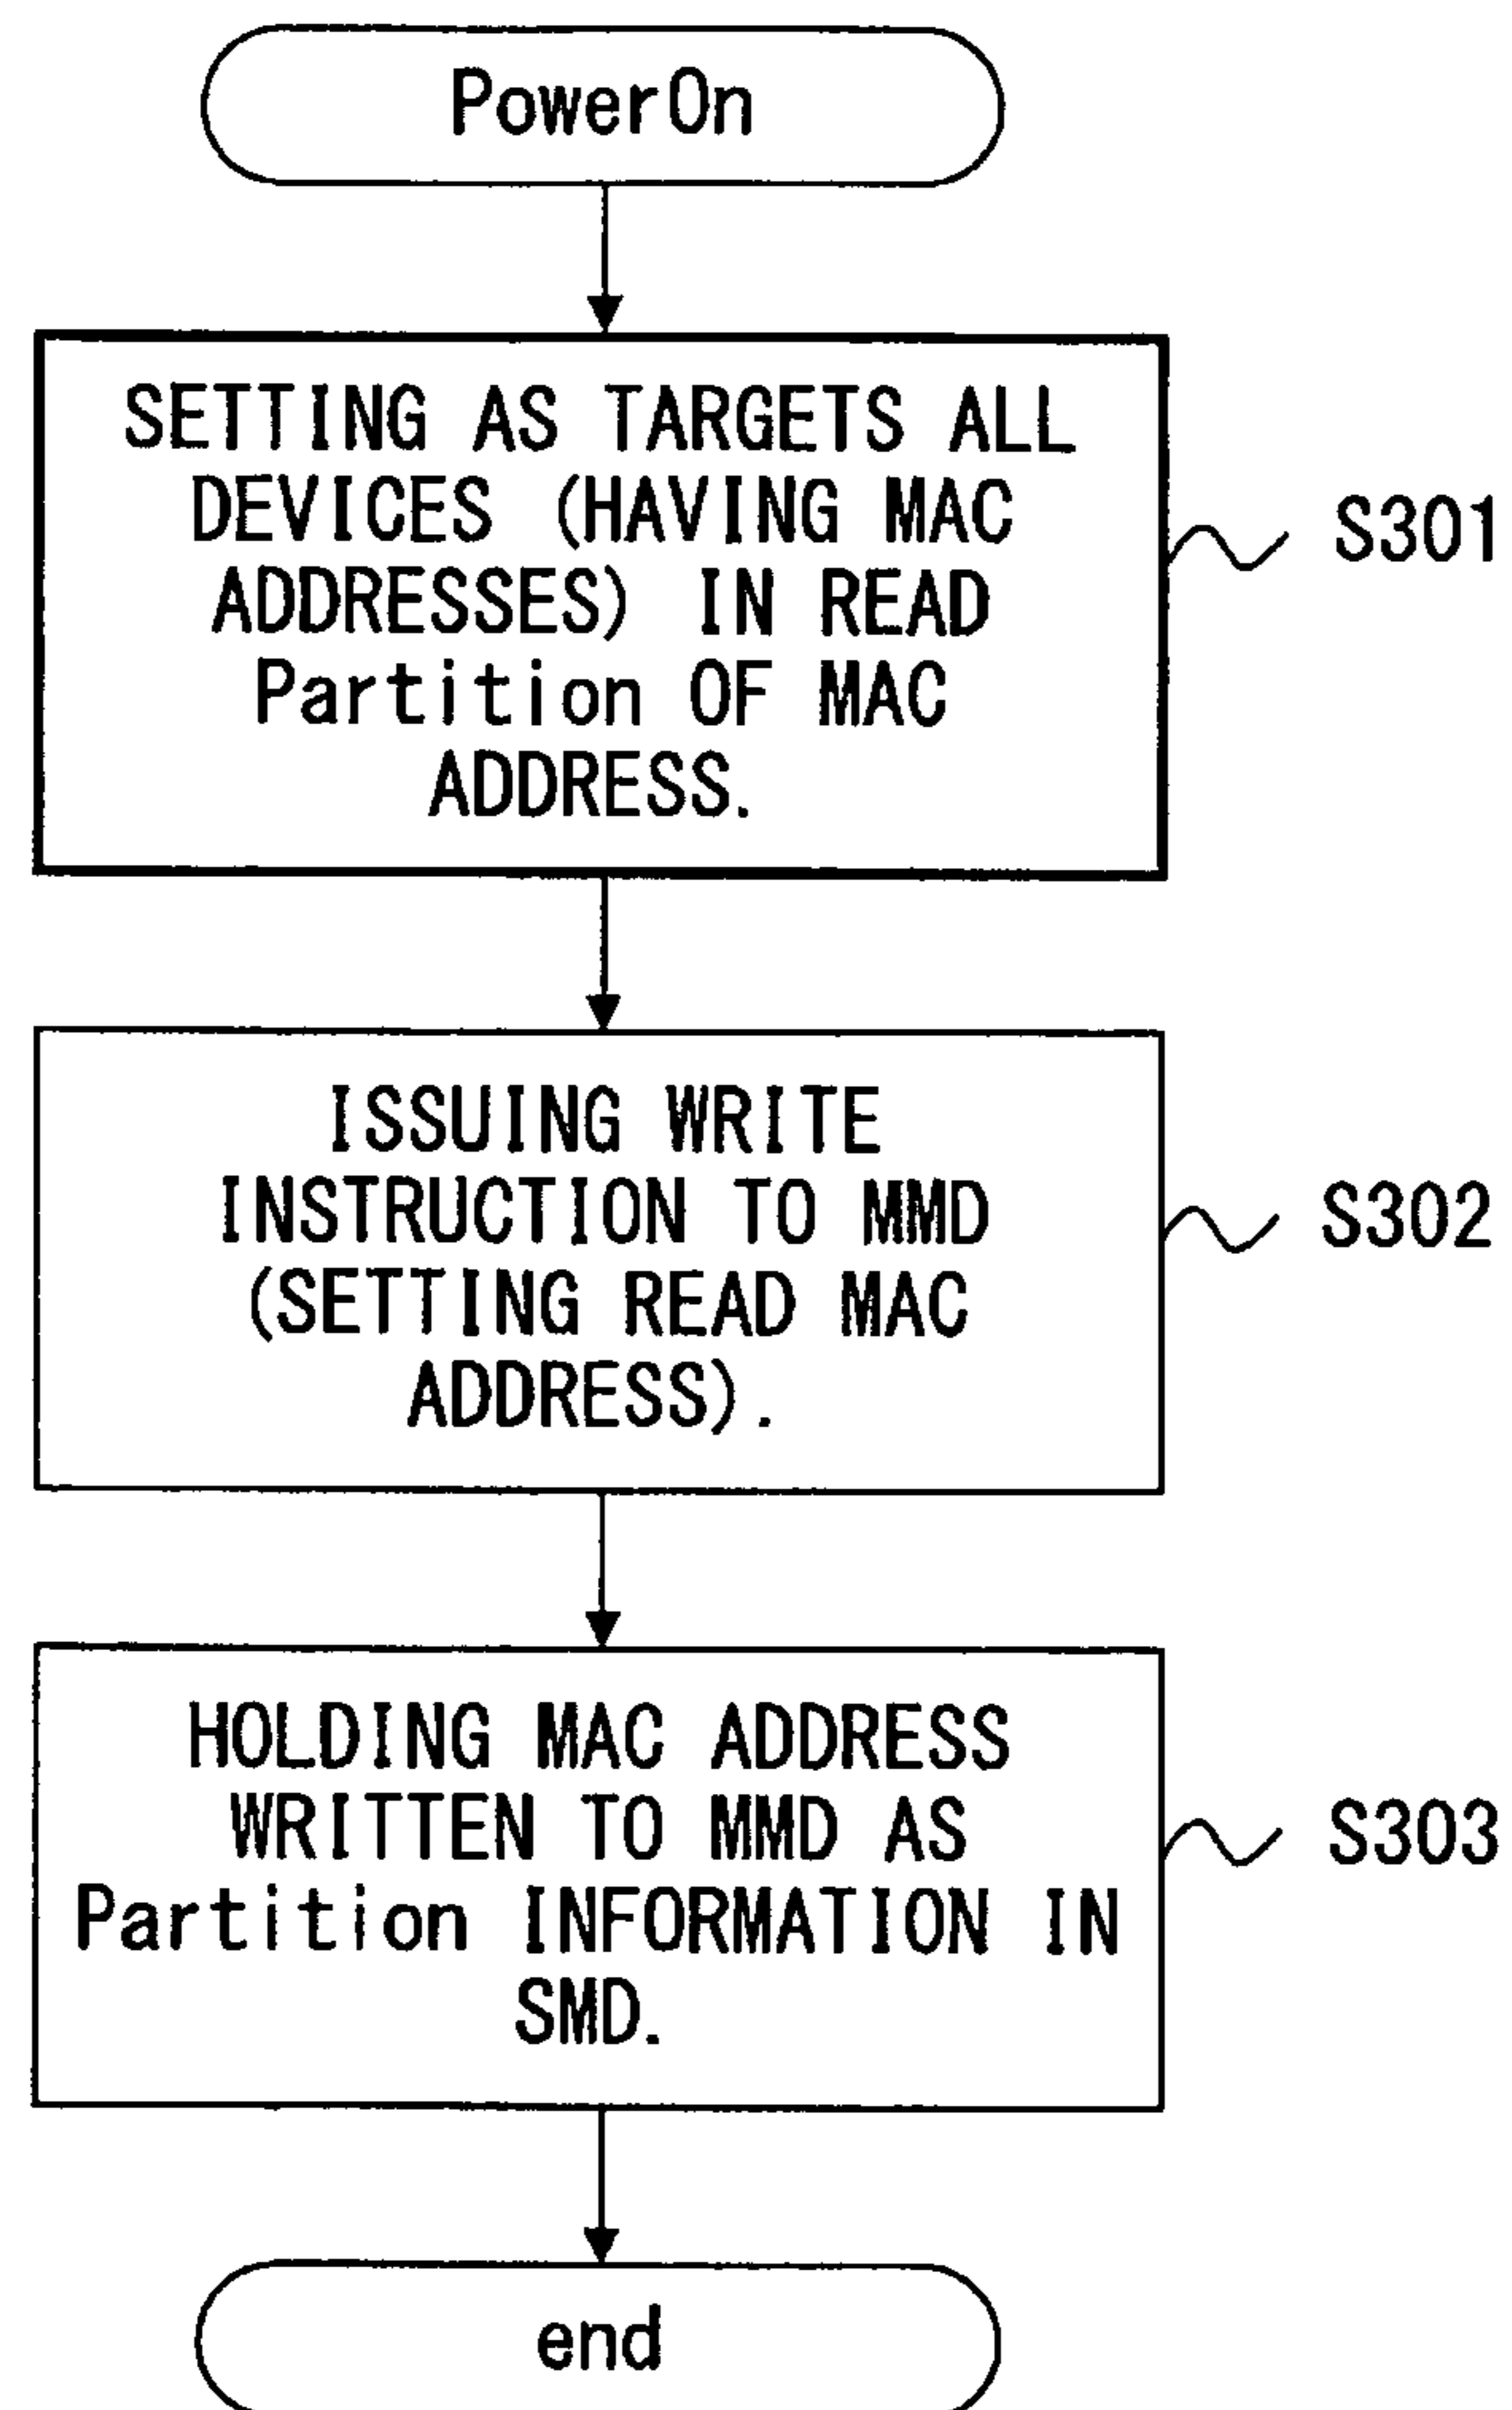 PowerOn
SETTING AS TARGETS ALL
DEVICES (HAVING MAC
ADDRESSES) IN READ
Partition OF MAC
ADDRESS.
S301
ISSUING WRITE
INSTRUCTION TO MMD
(SETTING READ MAC
ADDRESS).
S302
HOLDING MAC ADDRESS
WRITTEN TO MMD AS
Partition INFORMATION IN
SMD.
S303
end